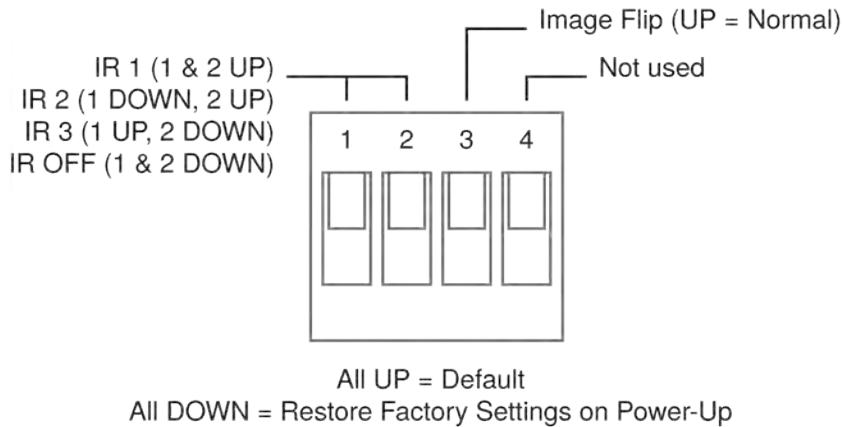 Image Flip (UP = Normal)
IR 1 (1 & 2 UP)
Not used
IR 2 (1 DOWN, 2 UP)
IR 3 (1 UP, 2 DOWN)
IR OFF (1 & 2 DOWN)
1 2 3 4
All UP = Default
All DOWN = Restore Factory Settings on Power-Up